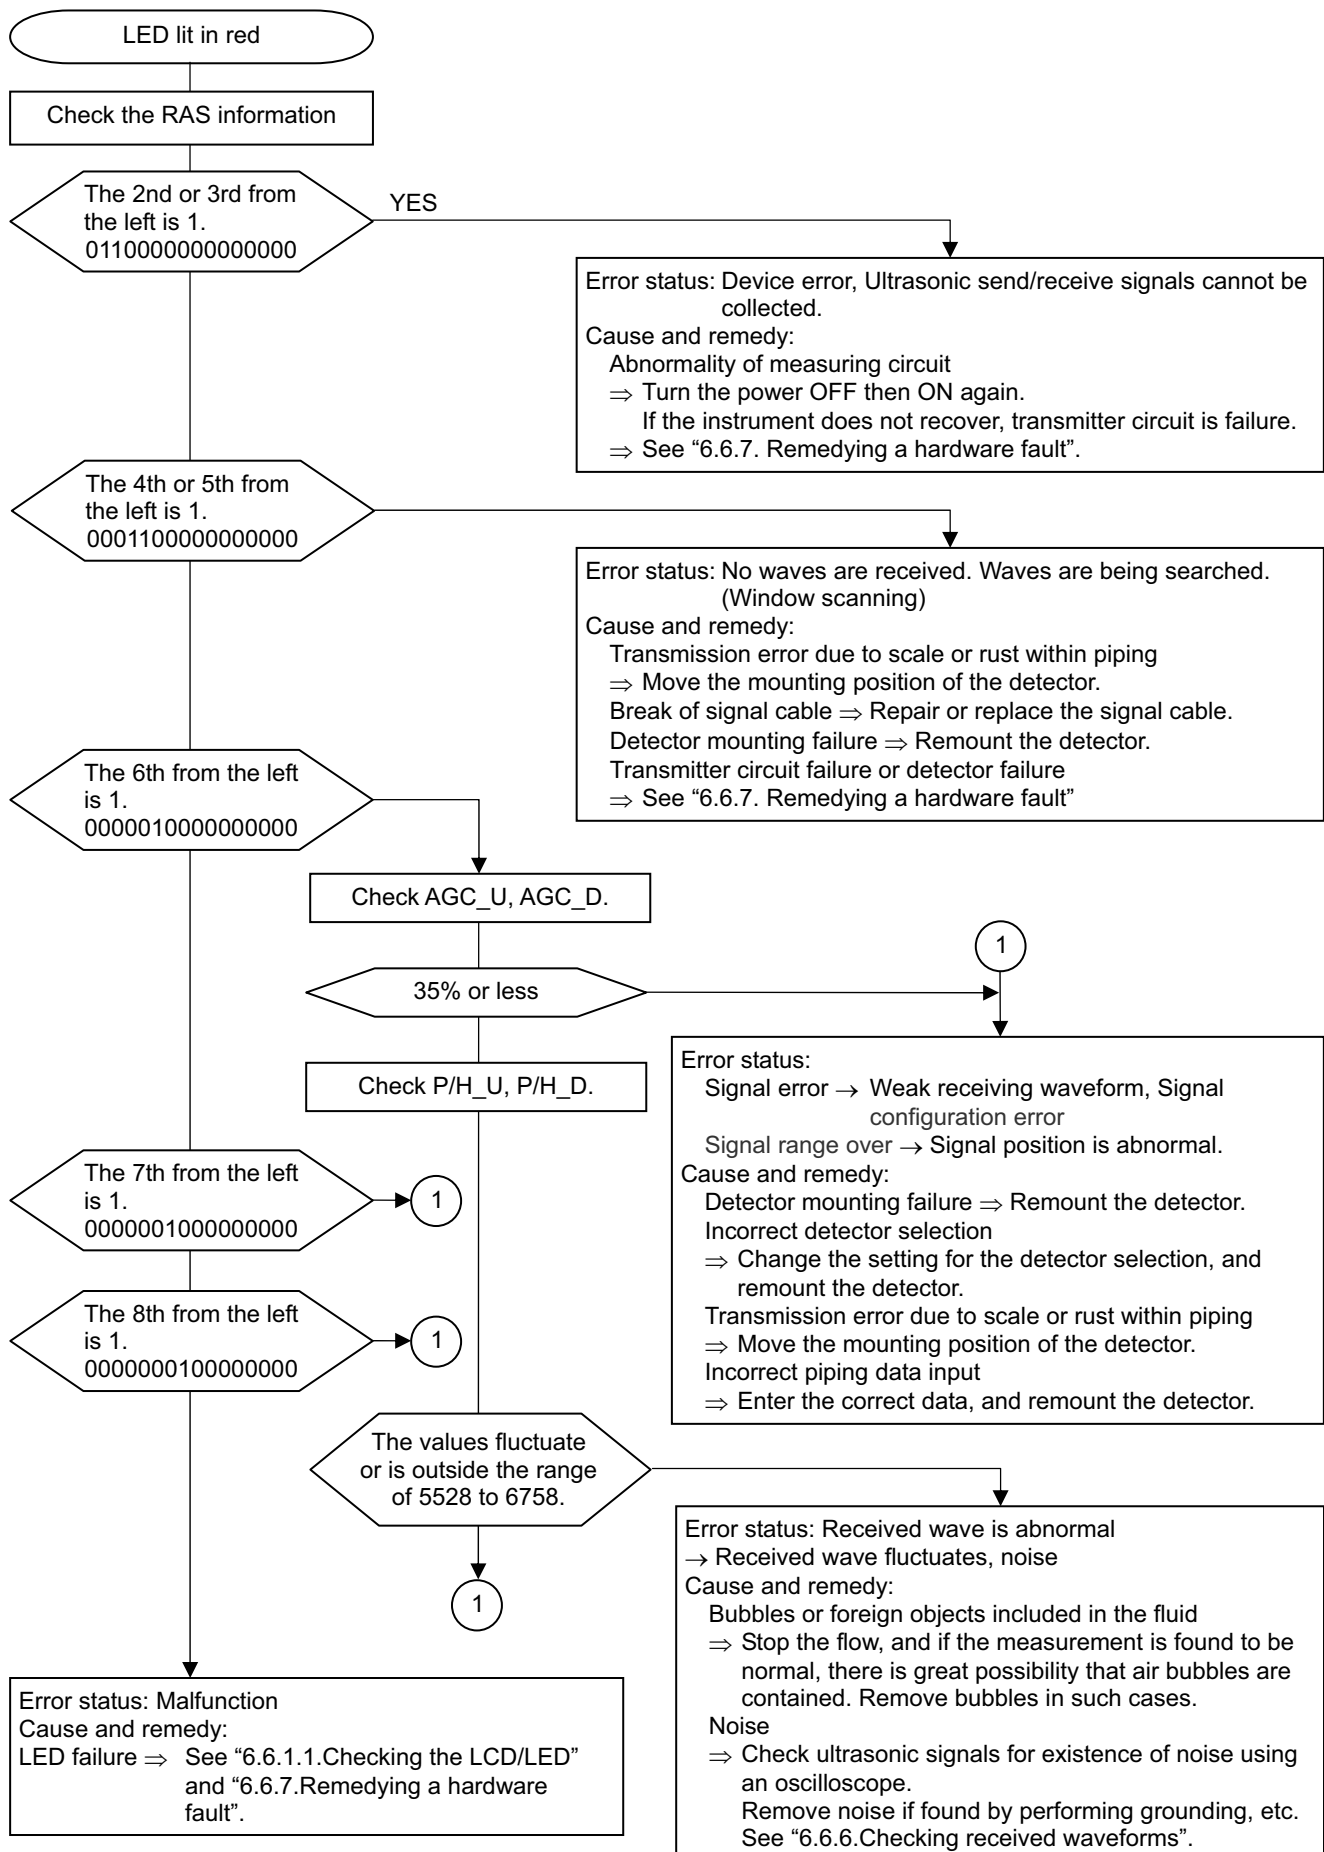 LED lit in red
Check the RAS information
The 2nd or 3rd from
the left is 1.
0110000000000000
YES
Error status: Device error, Ultrasonic send/receive signals cannot be
collected.
Cause and remedy:
Abnormality of measuring circuit
⇒ Turn the power OFF then ON again.
If the instrument does not recover, transmitter circuit is failure.
⇒ See “6.6.7. Remedying a hardware fault”.
The 4th or 5th from
the left is 1.
0001100000000000
Error status: No waves are received. Waves are being searched.
(Window scanning)
Cause and remedy:
Transmission error due to scale or rust within piping
⇒ Move the mounting position of the detector.
Break of signal cable ⇒ Repair or replace the signal cable.
Detector mounting failure ⇒ Remount the detector.
Transmitter circuit failure or detector failure
⇒ See “6.6.7. Remedying a hardware fault”
The 6th from the left
is 1.
0000010000000000
Check AGC_U, AGC_D.
35% or less
1
Check P/H_U, P/H_D.
Error status:
Signal error → Weak receiving waveform, Signal
configuration error
Signal range over → Signal position is abnormal.
Cause and remedy:
Detector mounting failure ⇒ Remount the detector.
Incorrect detector selection
⇒ Change the setting for the detector selection, and
remount the detector.
Transmission error due to scale or rust within piping
⇒ Move the mounting position of the detector.
Incorrect piping data input
⇒ Enter the correct data, and remount the detector.
The 7th from the left
is 1.
0000001000000000
1
The 8th from the left
is 1.
0000000100000000
1
The values fluctuate
or is outside the range
of 5528 to 6758.
1
Error status: Received wave is abnormal
→ Received wave fluctuates, noise
Cause and remedy:
Bubbles or foreign objects included in the fluid
⇒ Stop the flow, and if the measurement is found to be
normal, there is great possibility that air bubbles are
contained. Remove bubbles in such cases.
Noise
⇒ Check ultrasonic signals for existence of noise using
an oscilloscope.
Remove noise if found by performing grounding, etc.
See “6.6.6.Checking received waveforms”.
Error status: Malfunction
Cause and remedy:
LED failure ⇒ See “6.6.1.1.Checking the LCD/LED”
and “6.6.7.Remedying a hardware
fault”.